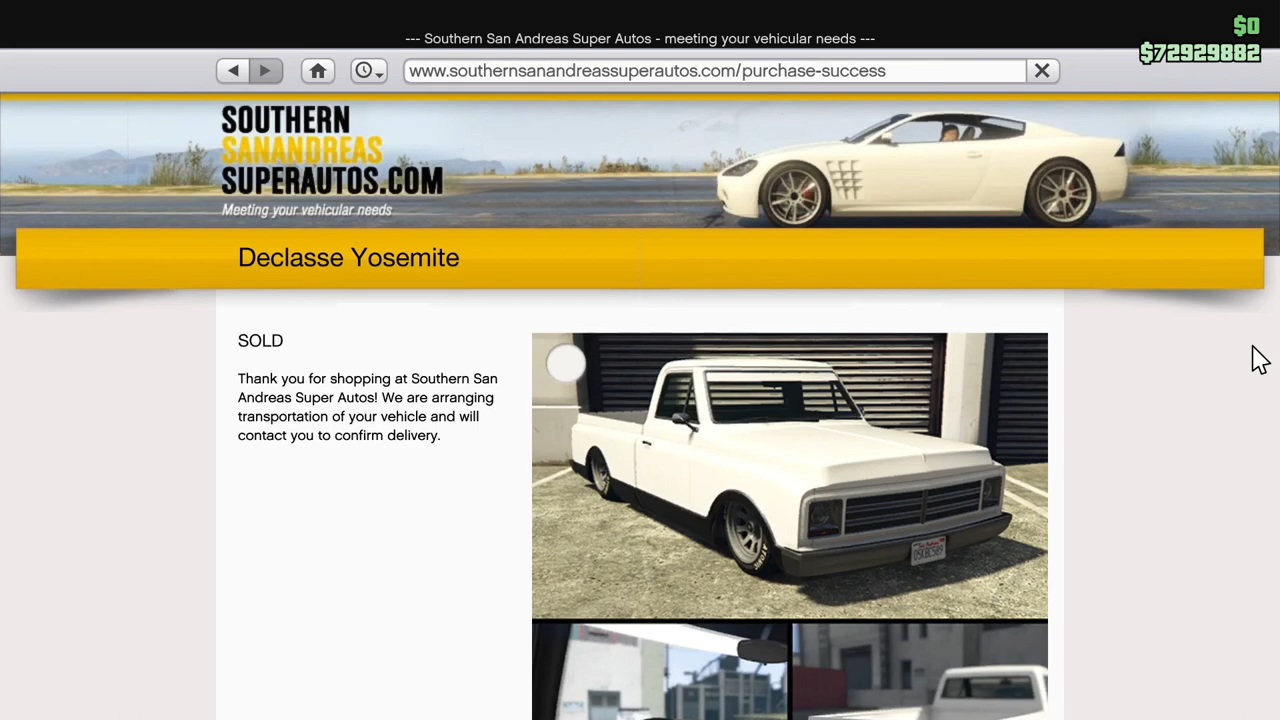 $0
--- Southern San Andreas Super Autos - meeting your vehicular needs ---
$72929882
www.southernsanandreassuperautos.com/purchase-success
SOUTHERN
SANANDREAS
SUPERAUTOS.COM
Meeting your vehicular needs
Declasse Yosemite
SOLD
Thank you for shopping at Southern San
Andreas Super Autos! We are arranging
transportation of your vehicle and will
contact you to confirm delivery.